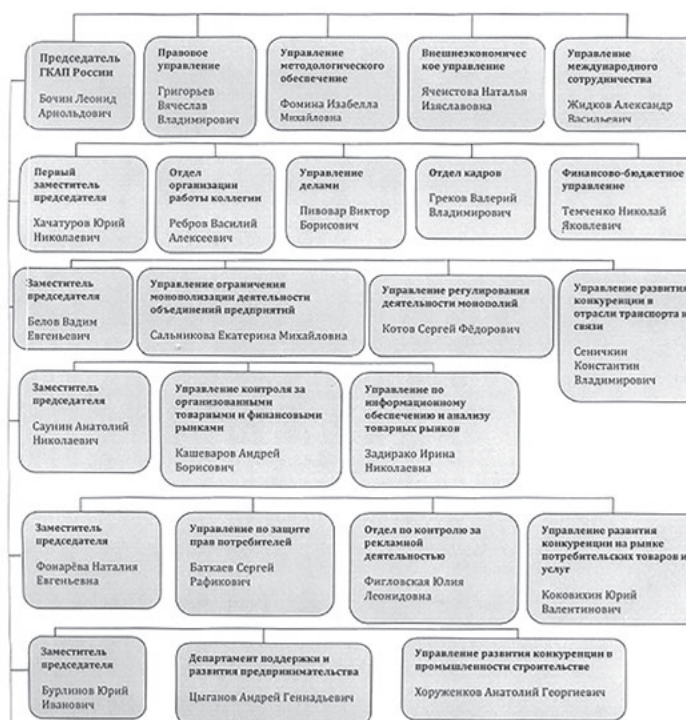 Председатель
ГКАП России
Бочин Леонид
Арнольдович
Правовое
управление
Григорьев
Вячеслав
Владимирович
Управление
методологического
обеспечение
Фомина Изабелла
Михайловна
Внешнеэкономичес
кое управление
Ячеистова Наталья
Изяславовна
Управление
международного
сотрудничества
Жидков Александр
Васильевич
Первый
заместитель
председателя
Хачатуров Юрий
Николаевич
Отдел
организации
работы коллегии
Ребров Василий
Алексеевич
Управление
делами
Пивовар Виктор
Борисович
Отдел кадров
Греков Валерий
Владимирович
Финансово-бюджетное
управление
Темченко Николай
Яковлевич
Заместитель
председателя
Белов Вадим
Евгеньевич
Управление ограничения
монополизации деятельности
объединений предприятий
Сальникова Екатерина Михайловна
Управление регулирования
деятельности монополий
Котов Сергей Фёдорович
Управление развития
конкуренции в
отрасли транспорта и
связи
Сеничкин
Константин
Владимирович
Заместитель
председателя
Саунин Анатолий
Николаевич
Управление контроля за
организованными
товарными и финансовыми
рынками
Кашеваров Андрей
Борисович
Управление по
информационному
обеспечению и анализу
товарных рынков
Задирако Ирина
Николаевна
Заместитель
председателя
Фонарёва Наталия
Евгеньевна
Управление по защите
прав потребителей
Баткаев Сергей
Рафикович
Отдел по контролю за
рекламной
деятельностью
Фигловская Юлия
Леонидовна
Управление развития
конкуренции на рынке
потребительских товаров и
услуг
Коковихин Юрий
Валентинович
Заместитель
председателя
Бурлинов Юрий
Иванович
Департамент поддержки и
развития предпринимательства
Цыганов Андрей Геннадьевич
Управление развития конкуренции в
промышленности строительстве
Хоруженков Анатолий Георгиевич